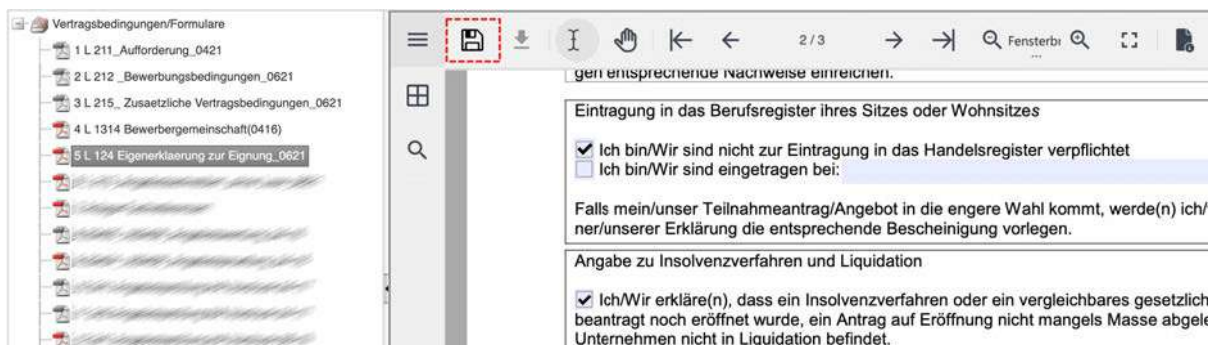 Vertragsbedingungen/Formulare
1 L 211_Aufforderung_0421
2 L 212 _Bewerbungsbedingungen_0621
3 L 215_ Zusaetzliche Vertragsbedingungen_0621
4 L 1314 Bewerbergemeinschaft(0416)
5 L 124 Eigenerklaerung zur Eignung_0621
2 / 3
Fensterbr
...
gen entsprechende Nachweise einreichen.
Eintragung in das Berufsregister ihres Sitzes oder Wohnsitzes
Ich bin/Wir sind nicht zur Eintragung in das Handelsregister verpflichtet
Ich bin/Wir sind eingetragen bei:
Falls mein/unser Teilnahmeantrag/Angebot in die engere Wahl kommt, werde(n) ich/
ner/unserer Erklärung die entsprechende Bescheinigung vorlegen.
Angabe zu Insolvenzverfahren und Liquidation
Ich/Wir erkläre(n), dass ein Insolvenzverfahren oder ein vergleichbares gesetzlich
beantragt noch eröffnet wurde, ein Antrag auf Eröffnung nicht mangels Masse abgele
Unternehmen nicht in Liquidation befindet.